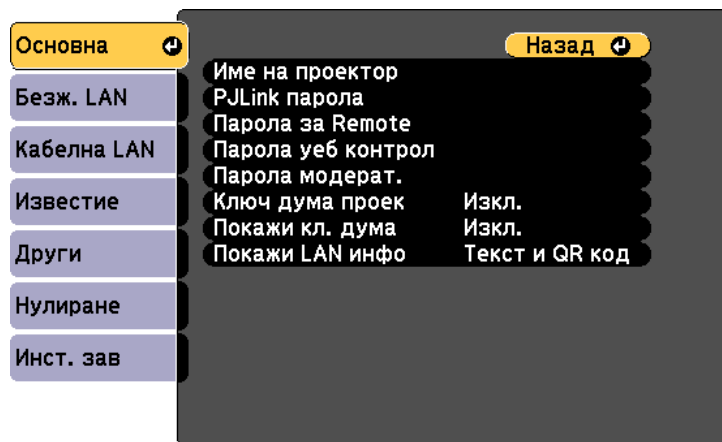 Основна
Безж. LAN
Кабелна LAN
Известие
Други
Нулиране
Инст. зав
Назад
Име на проектор
PJLink парола
Парола за Remote
Парола уеб контрол
Парола модерат.
Ключ дума проек Изкл.
Покажи кл. дума Изкл.
Покажи LAN инфо Текст и QR код